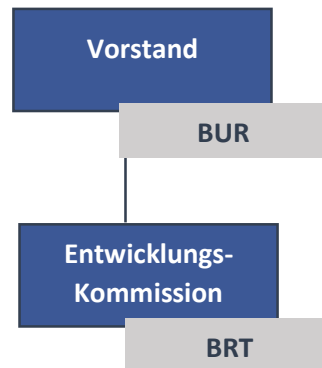 Vorstand
BUR
Entwicklungs-
Kommission
BRT